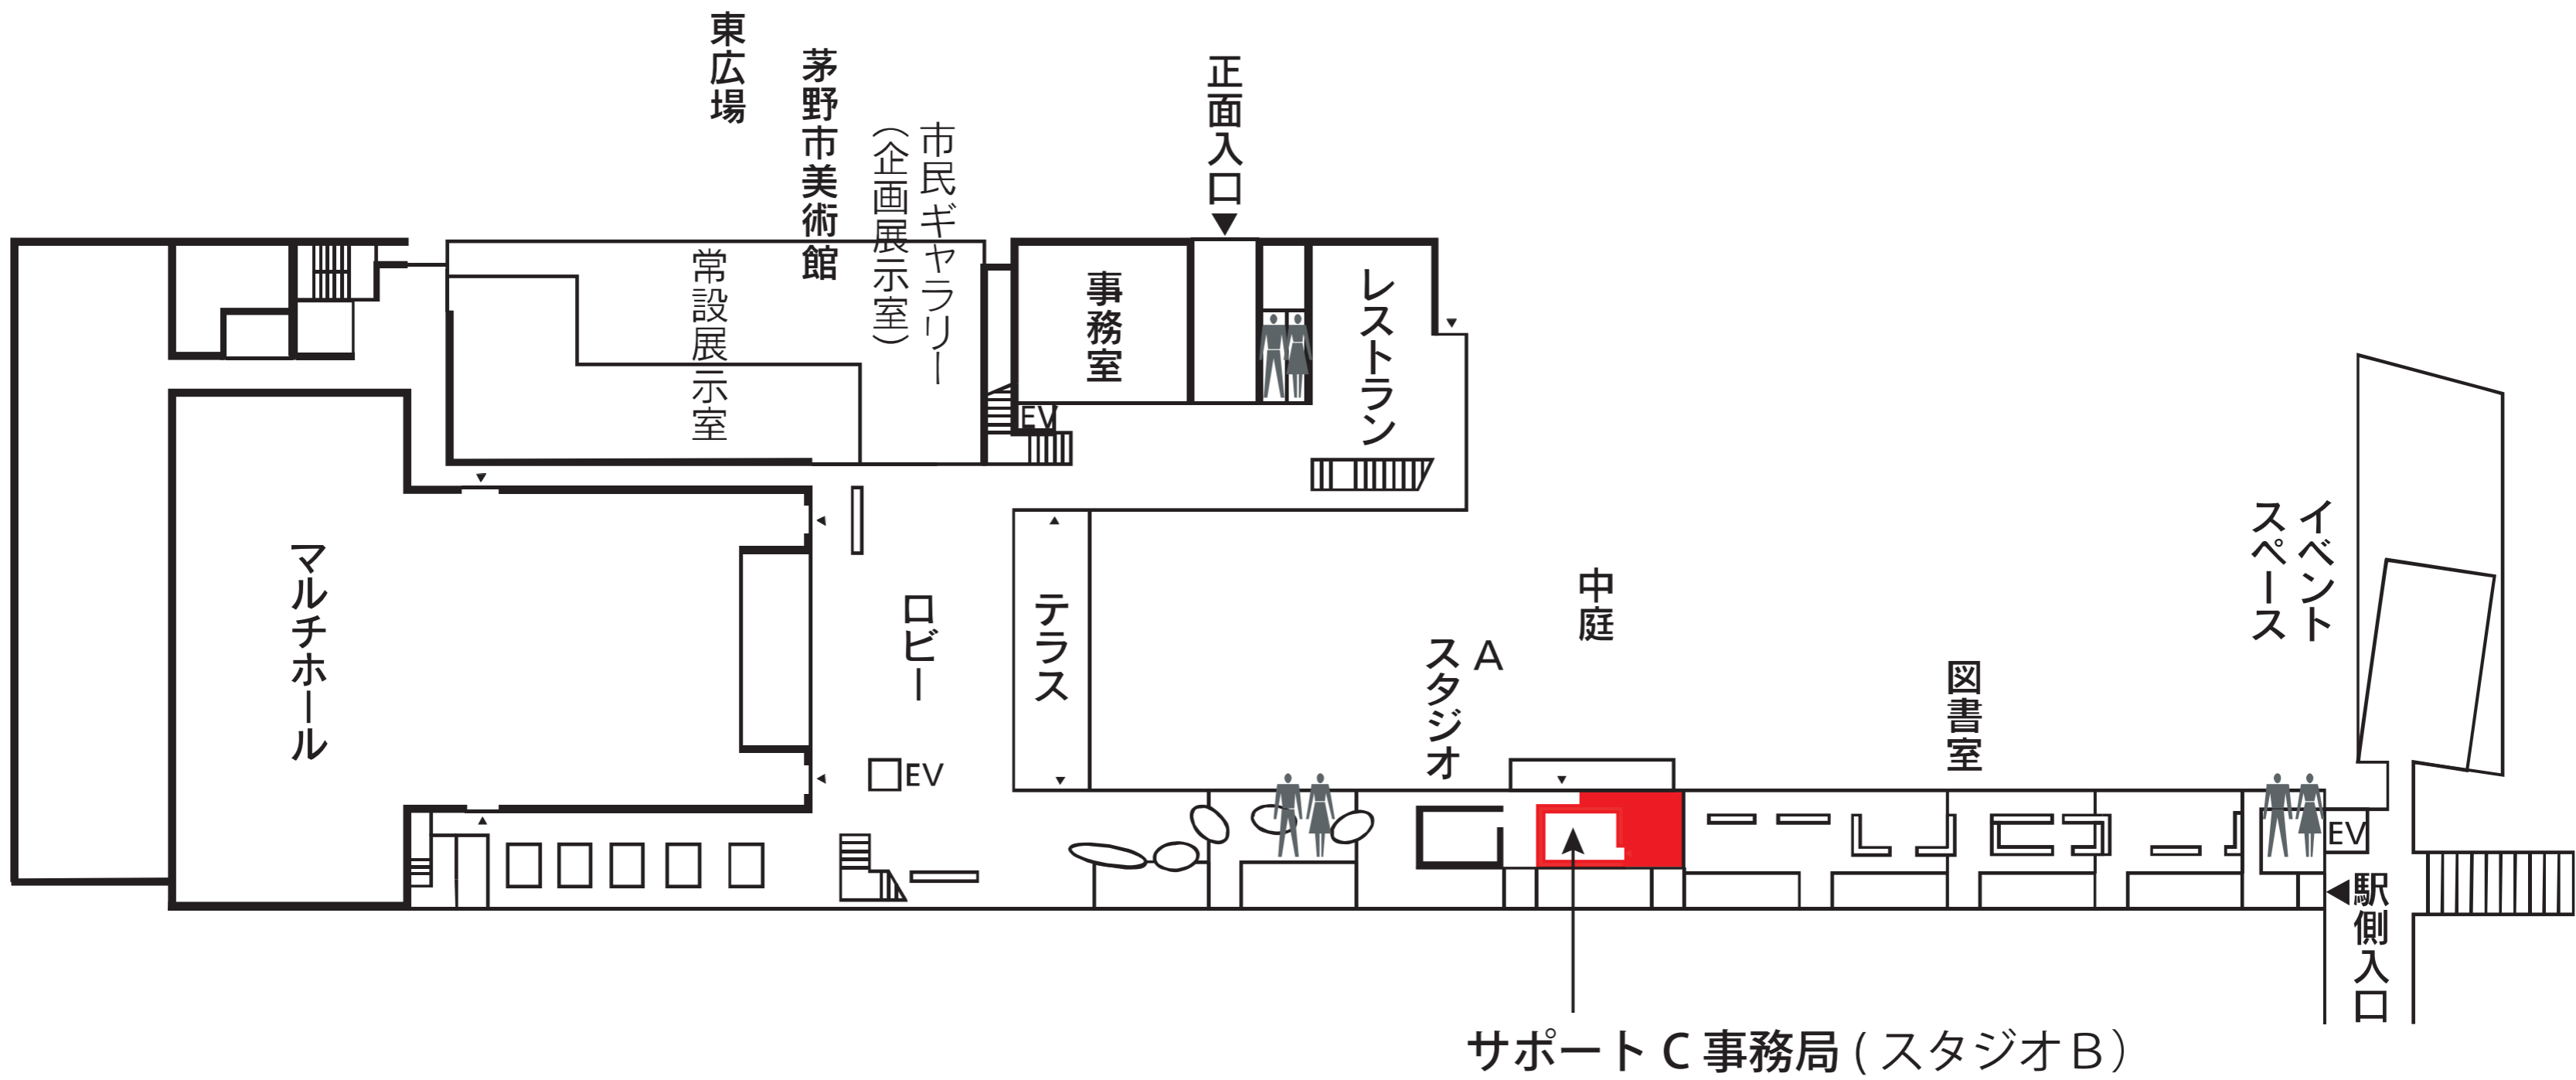 東広場
茅野市美術館
市民ギャラリー
(企画展示室)
常設展示室
正面入口
事務室
レストラン
EV
マルチホール
ロビー
EV
テラス
中庭
スタジオ
A
図書室
イベント
スペース
EV
駅側入口
サポート C 事務局 (スタジオB)